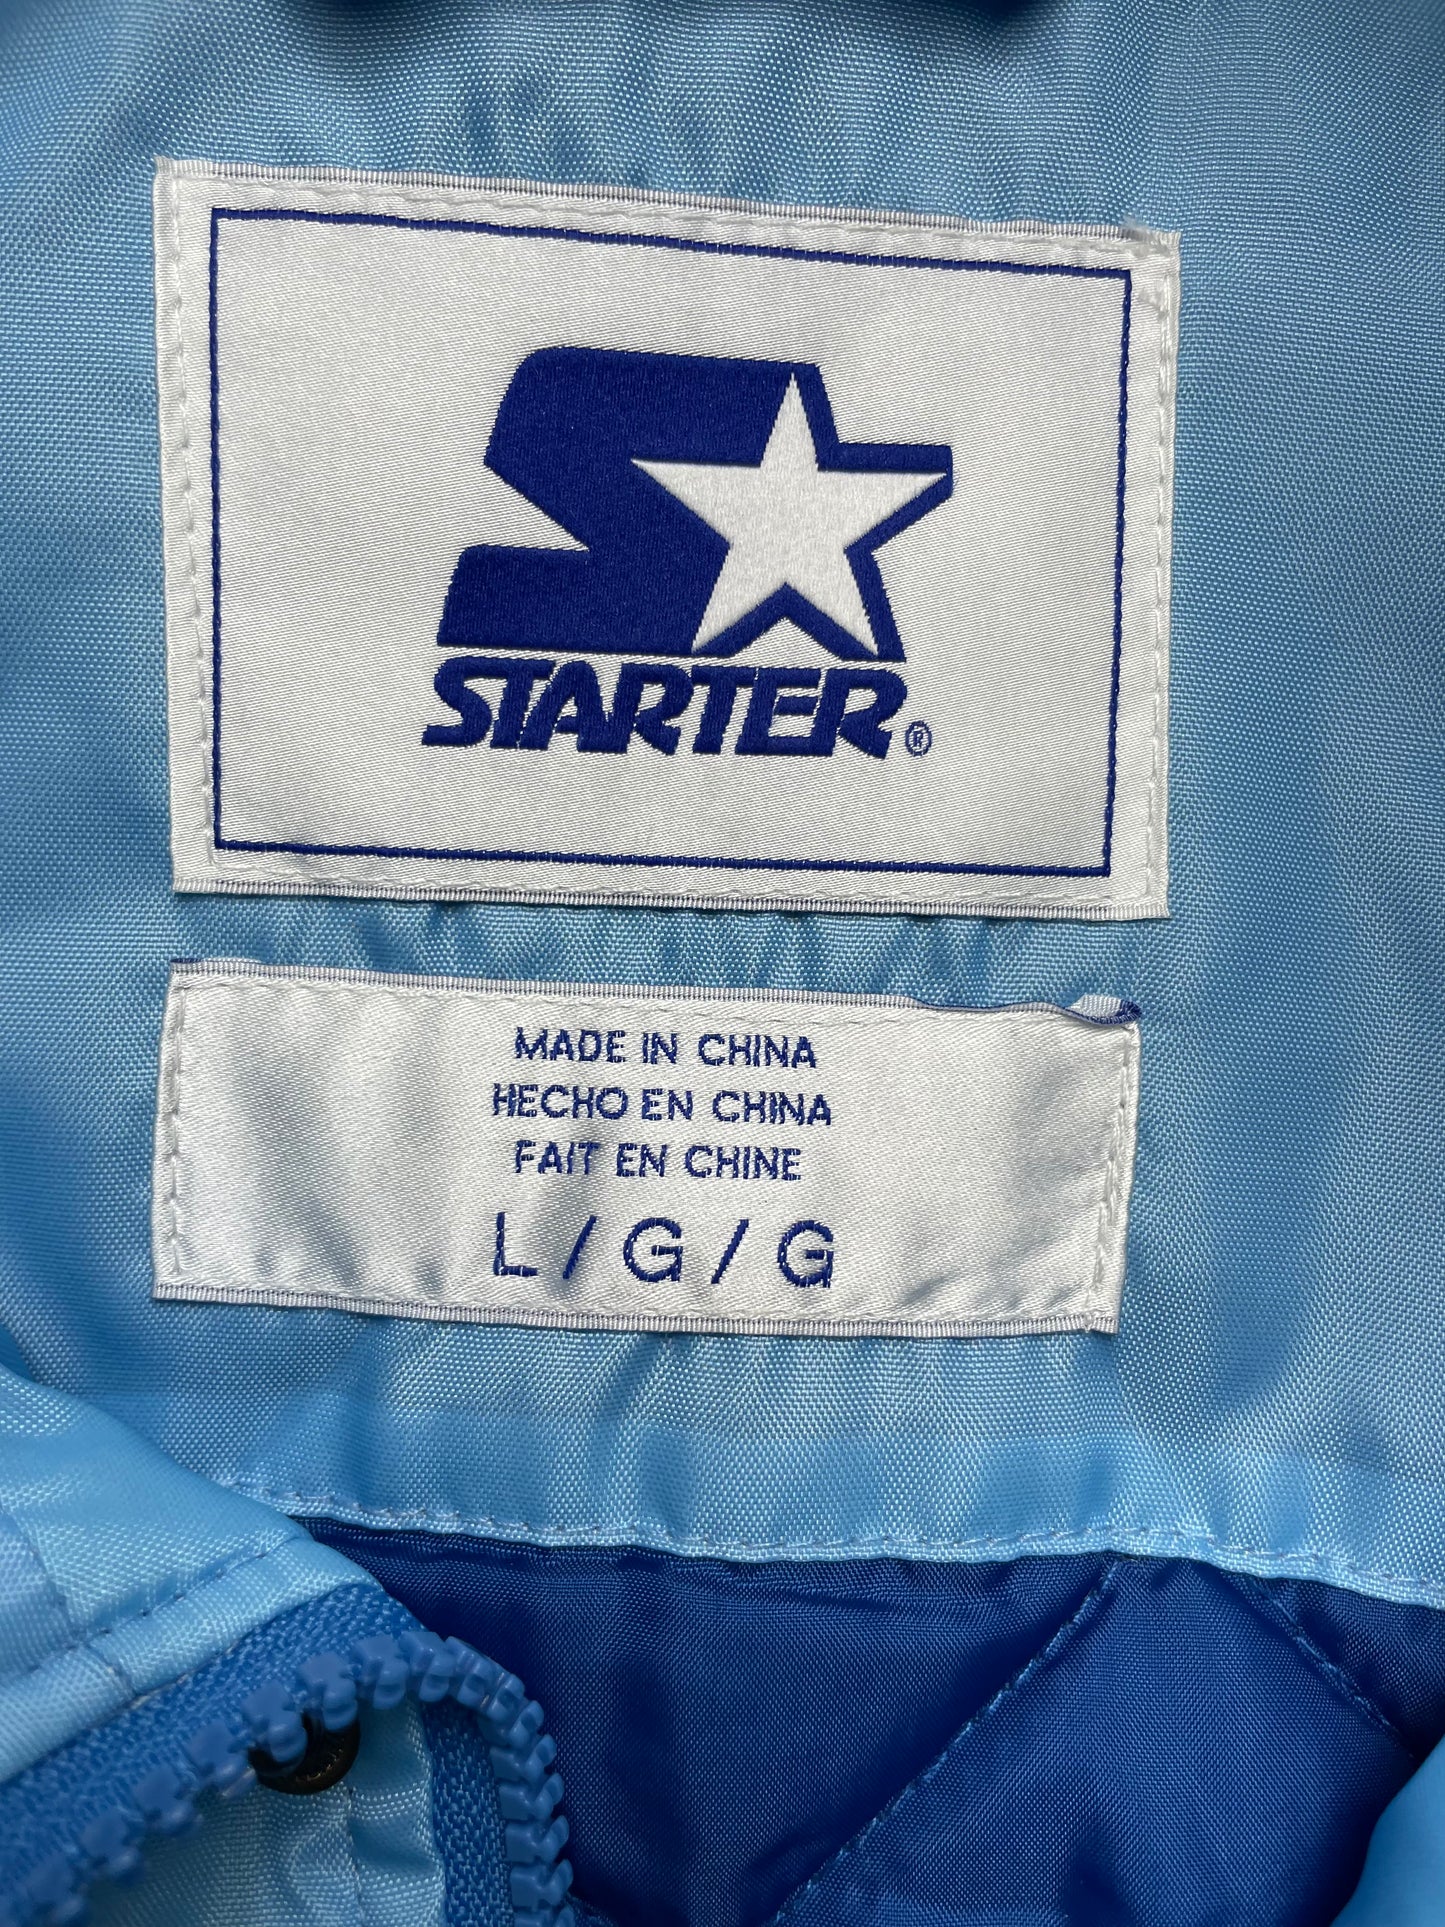 STARTER®
MADE IN CHINA
HECHO EN CHINA
FAIT EN CHINE
L / G / G